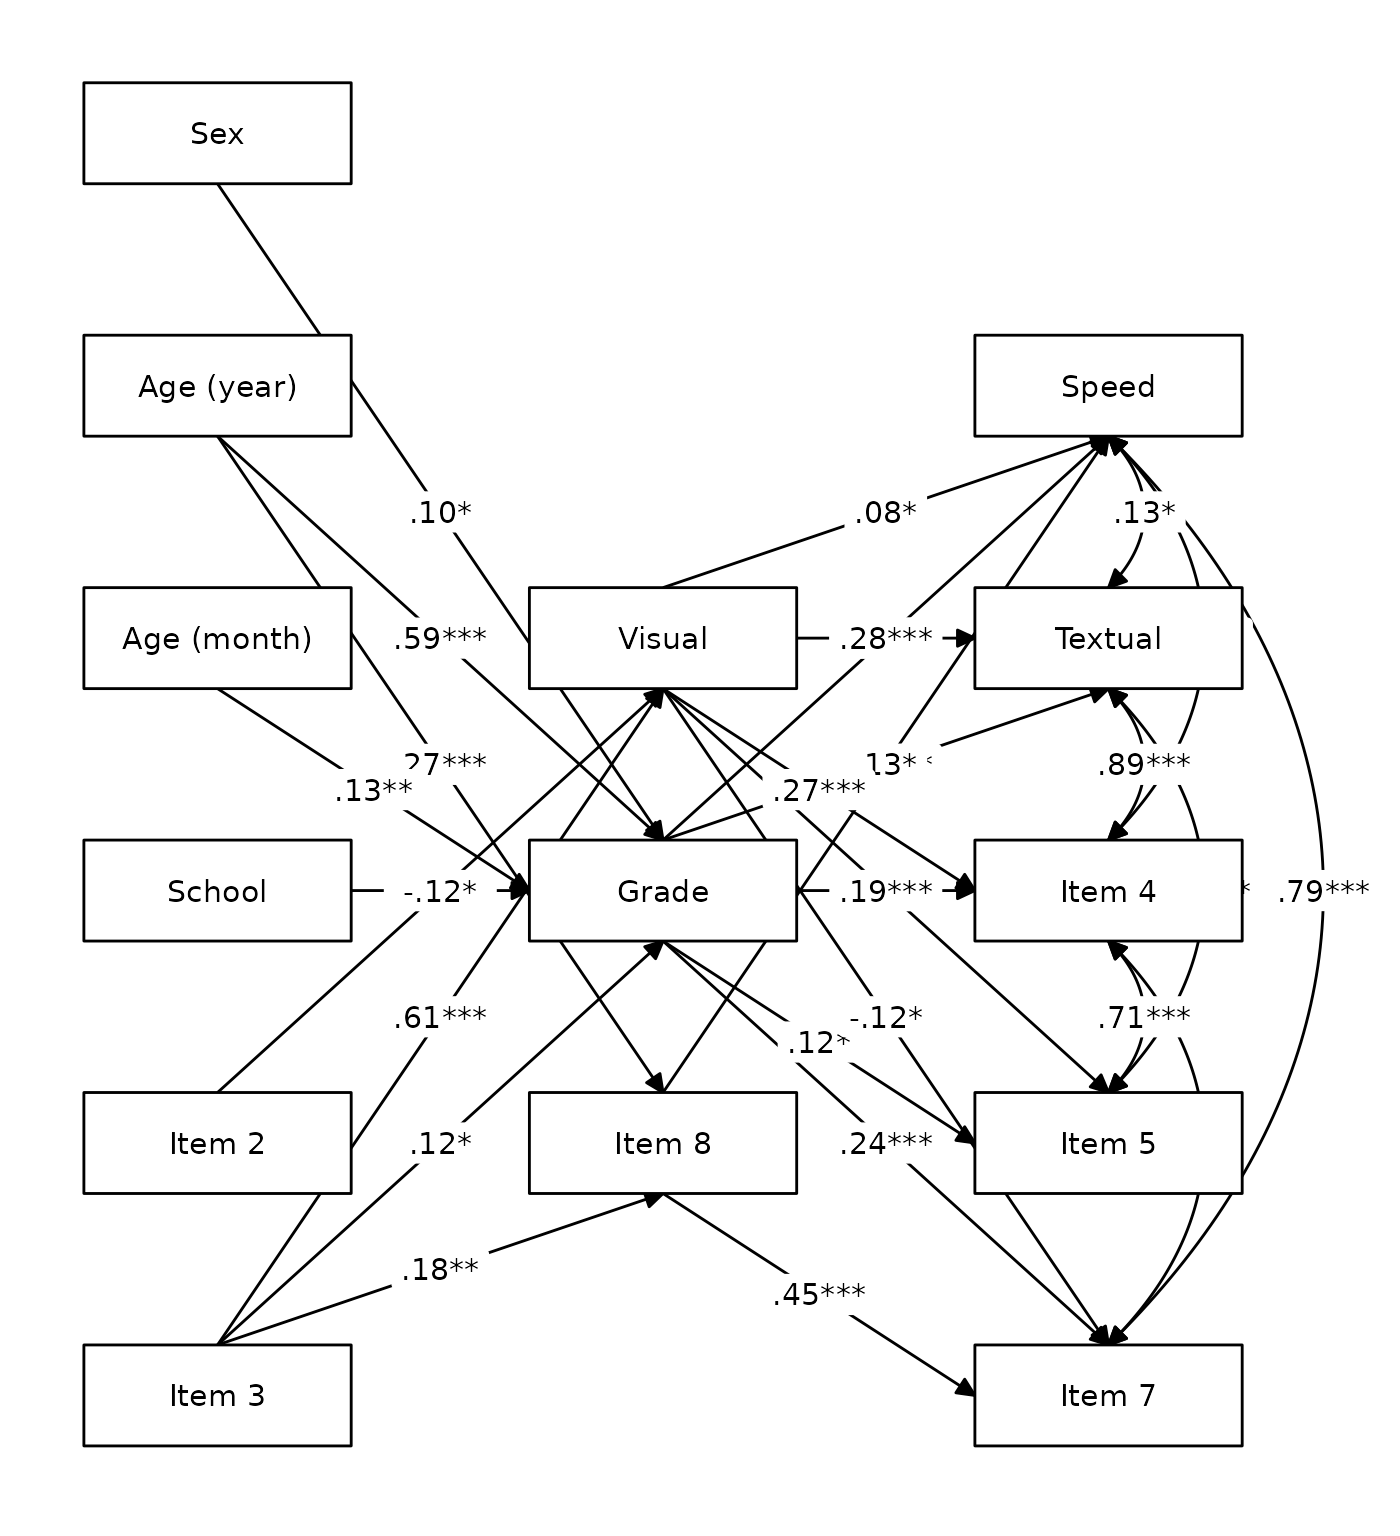 Sex
Age (year)
Speed
.10*
.08*
.13*
Age (month)
.59***
Visual
.28***
Textual
27***
.13**
.27***
13*
.89***
School
-.12*
Grade
.19***
Item 4
*
.79***
.61***
-.12*
.12*
.71***
Item 2
.12*
Item 8
.24***
Item 5
.18**
.45***
Item 3
Item 7